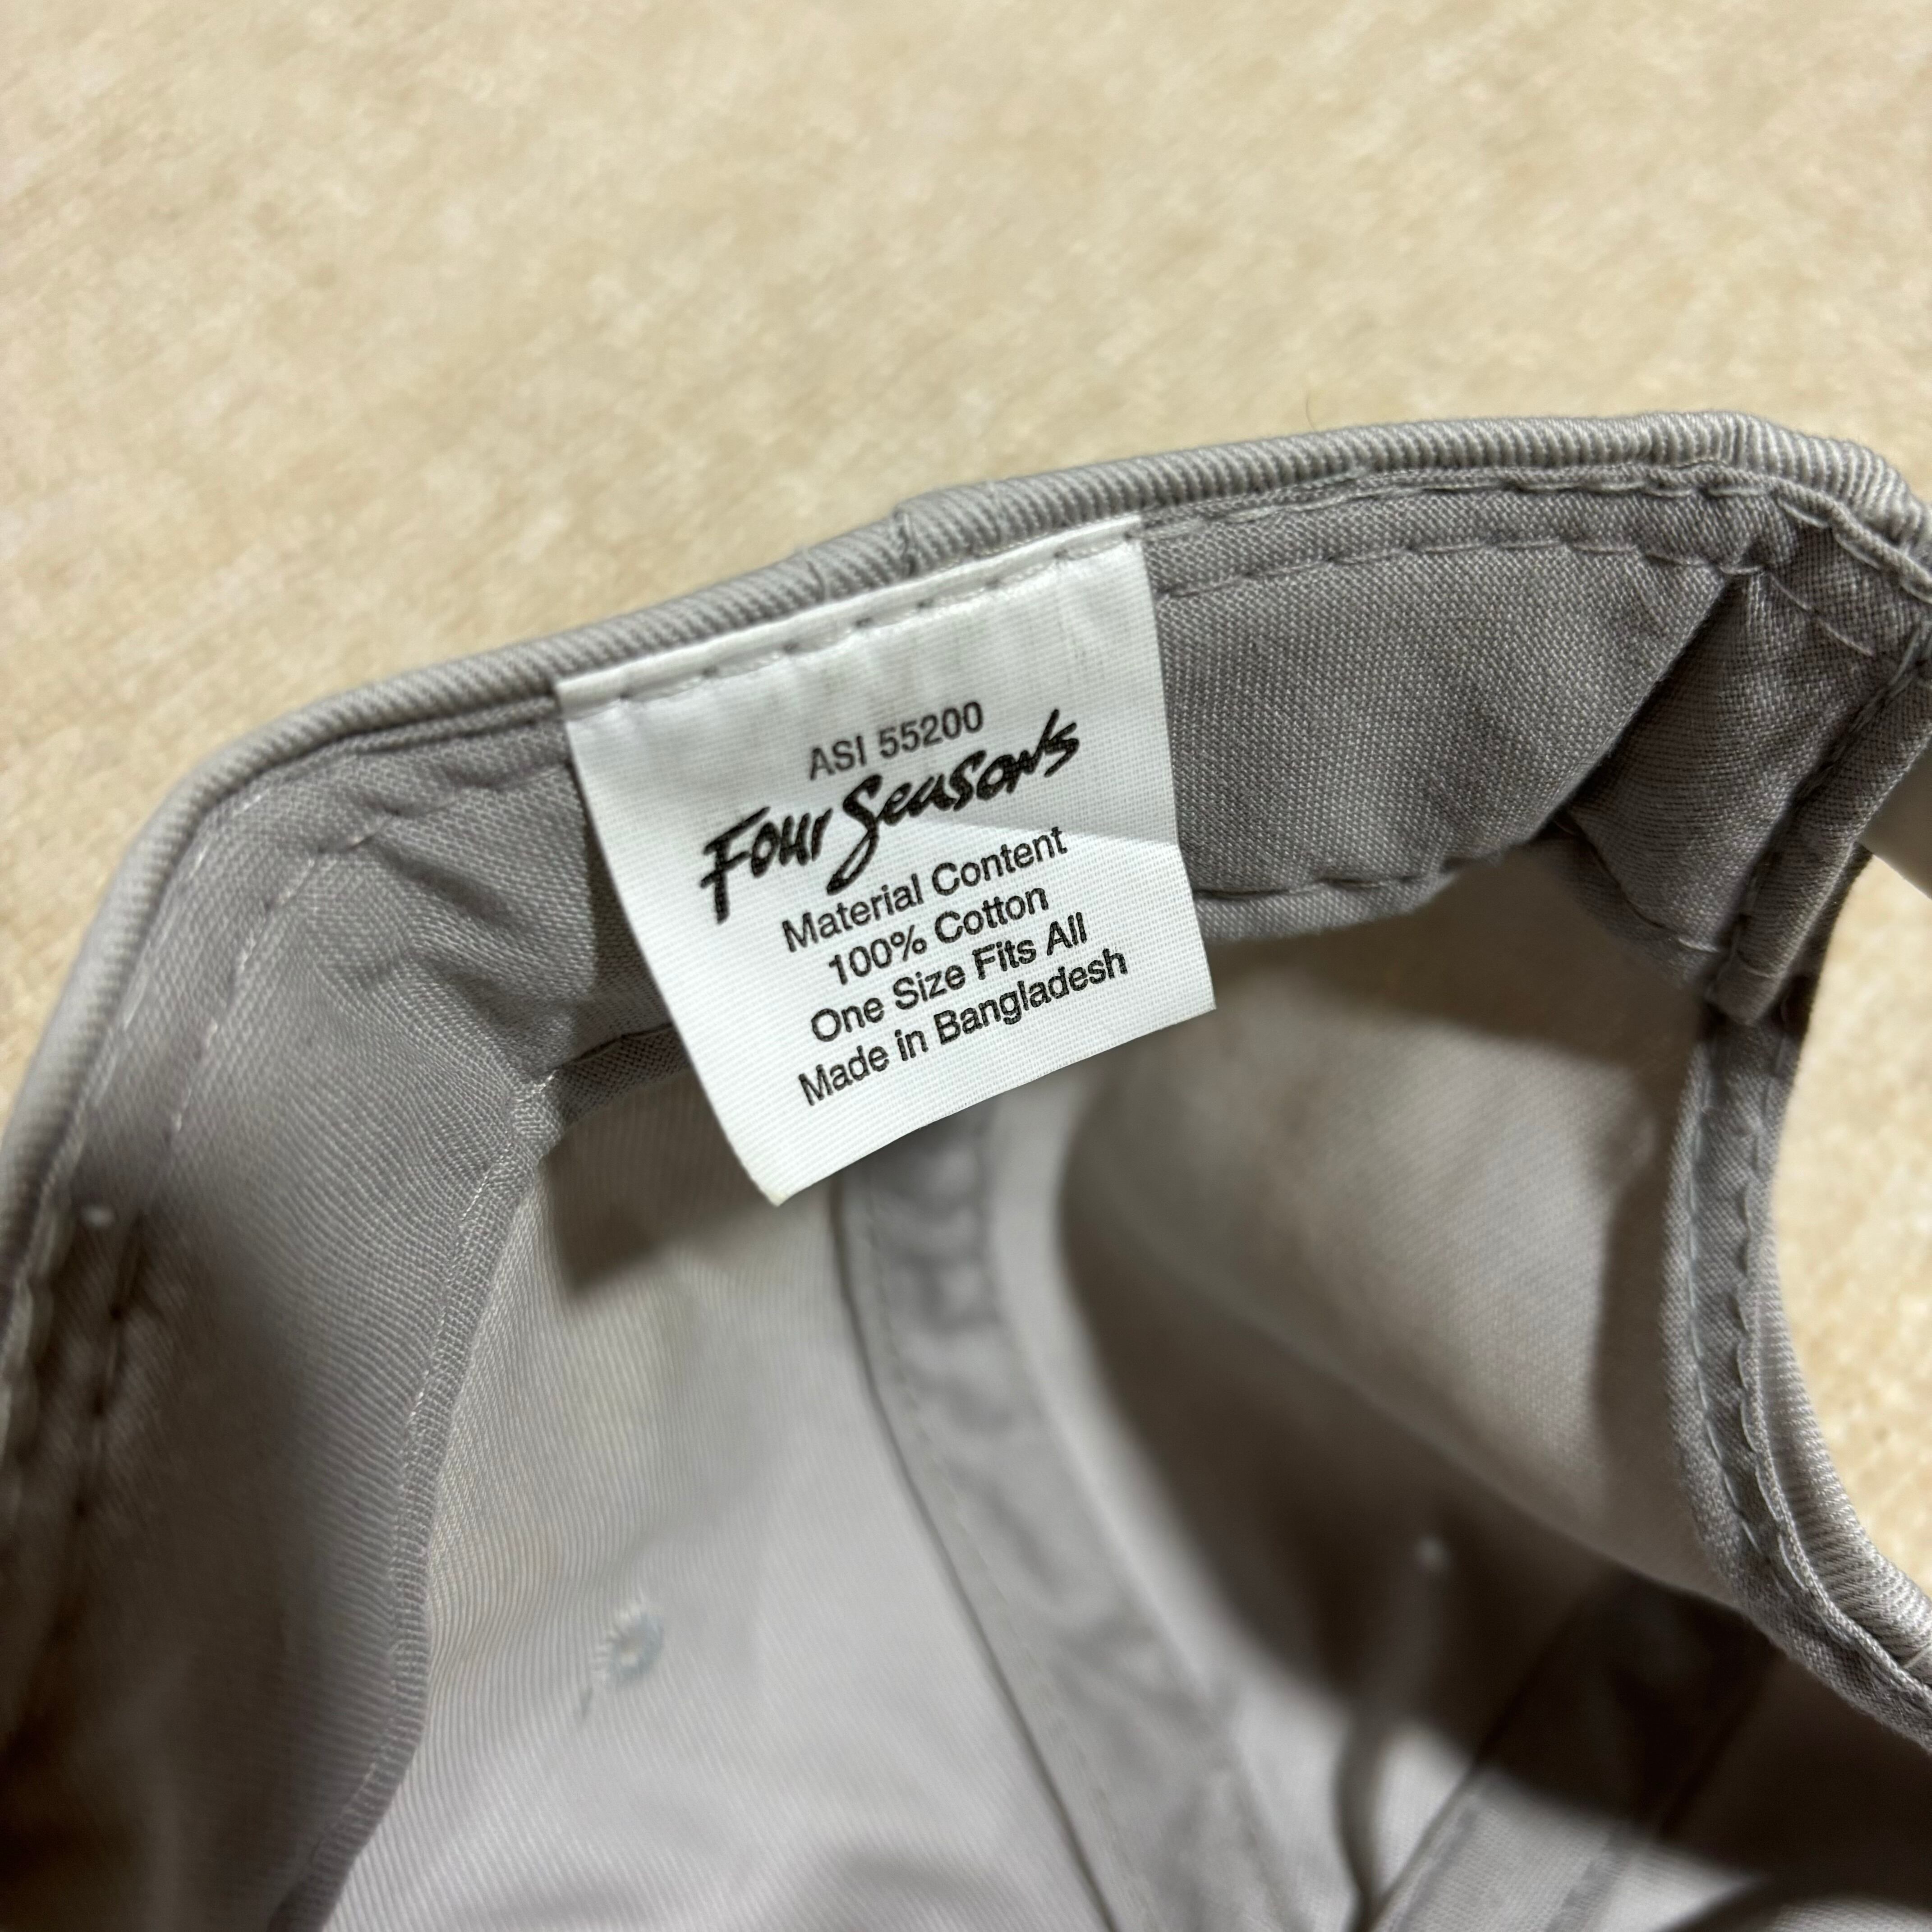 ASI 55200
Four Seasons
Material Content
100% Cotton
One Size Fits All
Made in Bangladesh